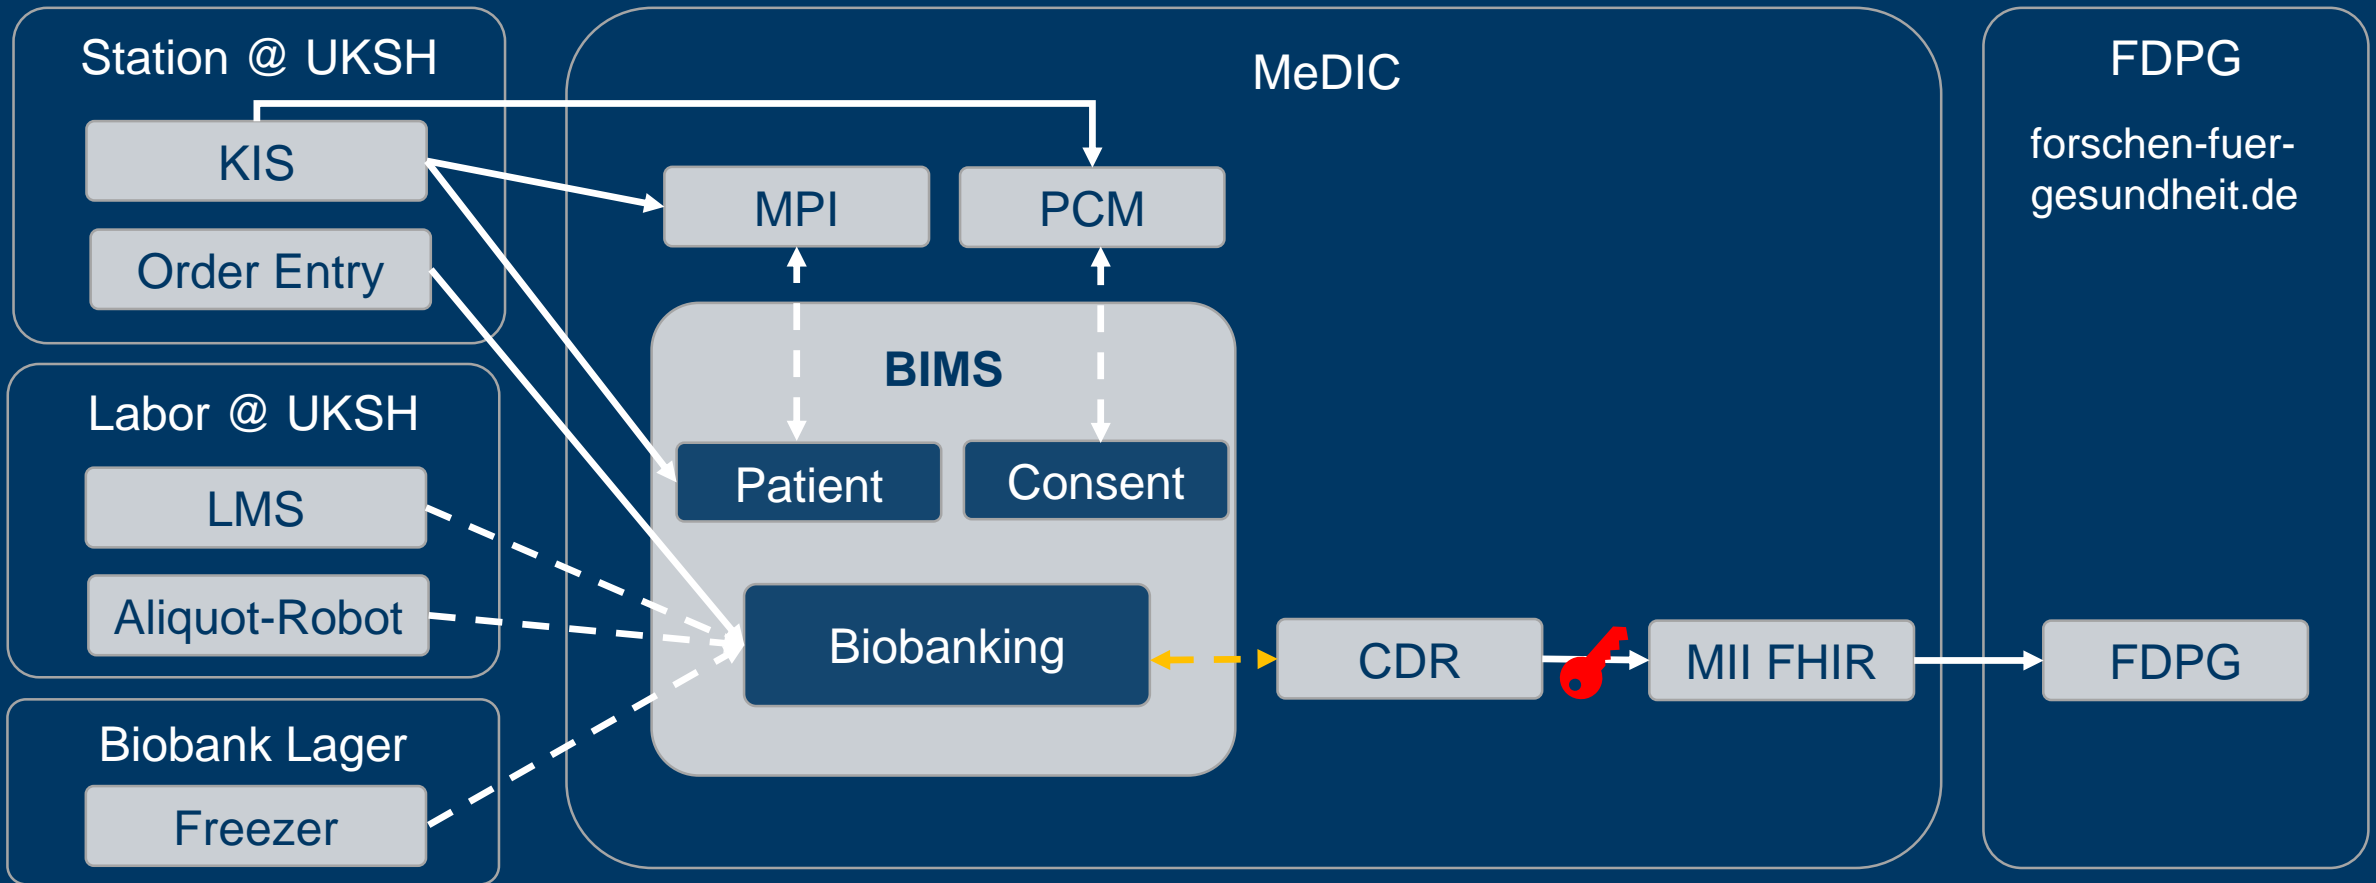 Station @ UKSH
KIS
Order Entry
Labor @ UKSH
LMS
Aliquot-Robot
Biobank Lager
Freezer
MeDIC
MPI
PCM
BIMS
Patient
Consent
Biobanking
CDR
MII FHIR
FDPG
forschen-fuer-
gesundheit.de
FDPG